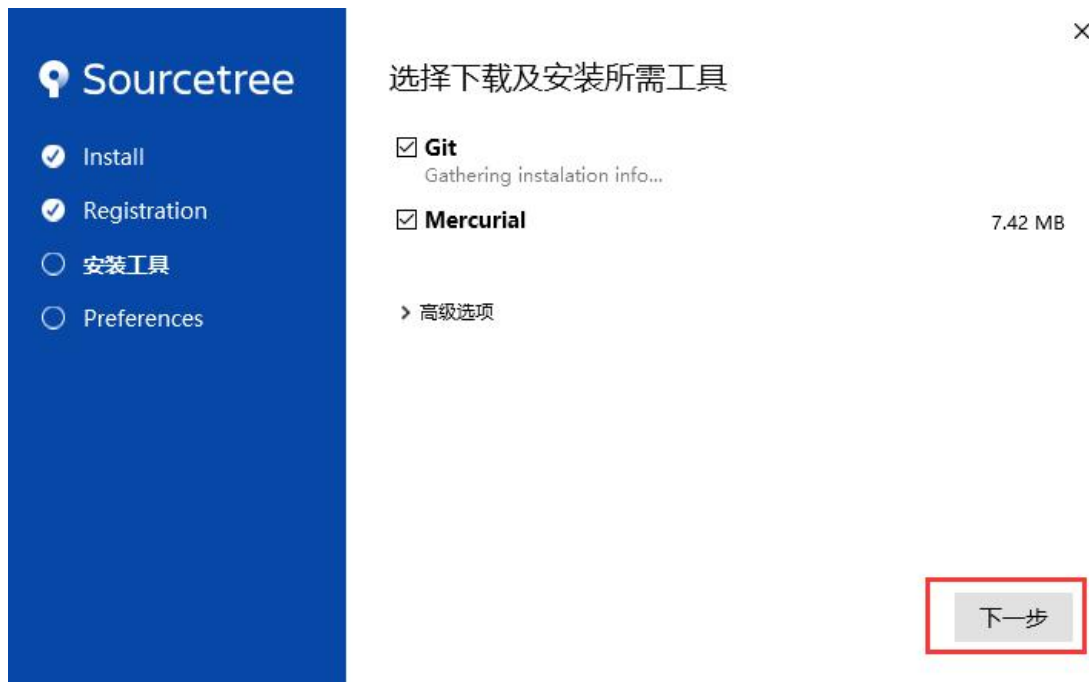 Sourcetree
Install
Registration
安装工具
Preferences
选择下载及安装所需工具
Git
Gathering instalation info...
Mercurial
7.42 MB
高级选项
下一步